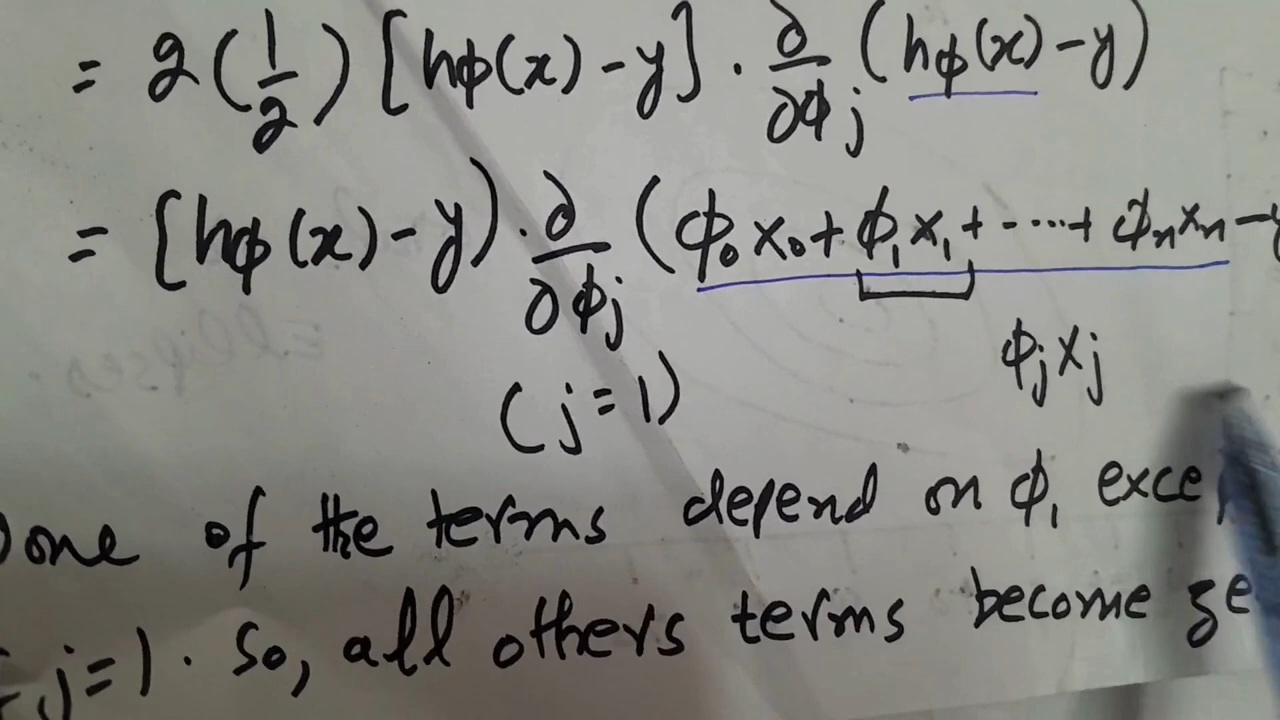 = 2(1/2) [hϕ(x) - y] . ∂/∂ϕj (hϕ(x) - y)
= [hϕ(x) - y) . ∂/∂ϕj (ϕ₀x₀ + ϕ₁x₁ + ..... + ϕₙxₙ -
ϕjxj
(j=1)
one of the terms depend on ϕ₁ exce
j=1. So, all others terms become ze